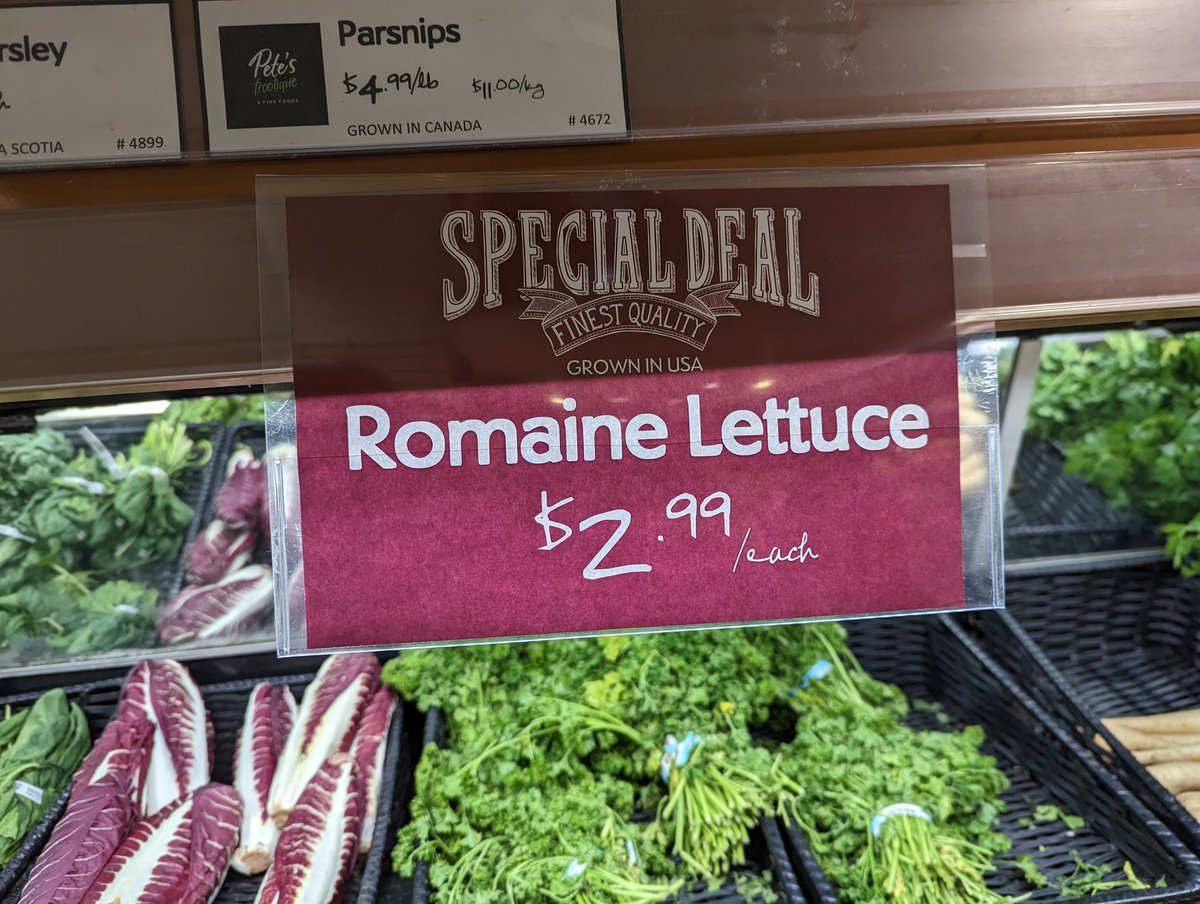 rsley
A SCOTIA
# 4899
Pete's
frootique
& FINE FOODS
Parsnips
$4.99/lb $11.00/kg
GROWN IN CANADA
# 4672
SPECIAL DEAL
FINEST QUALITY
GROWN IN USA
Romaine Lettuce
$2.99 /each